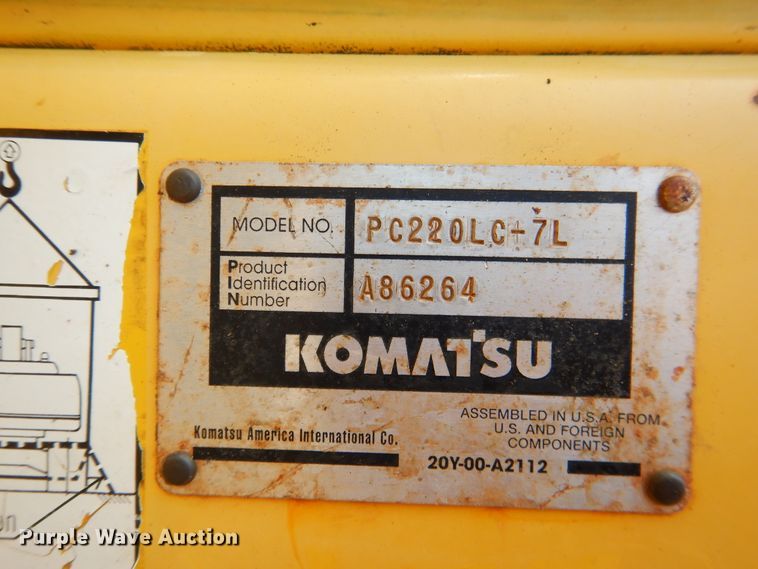 MODEL NO. PC220LC-7L
Product
Identification
Number
A86264
KOMATSU
ASSEMBLED IN U.S.A. FROM
U.S. AND FOREIGN
COMPONENTS
Komatsu America International Co.
20Y-00-A2112
on
Purple Wave Auction